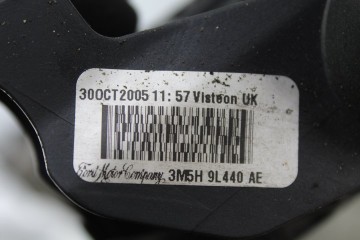 30OCT2005 11:57 Visteon UK
Ford Motor Company 3M5H 9L440 AE